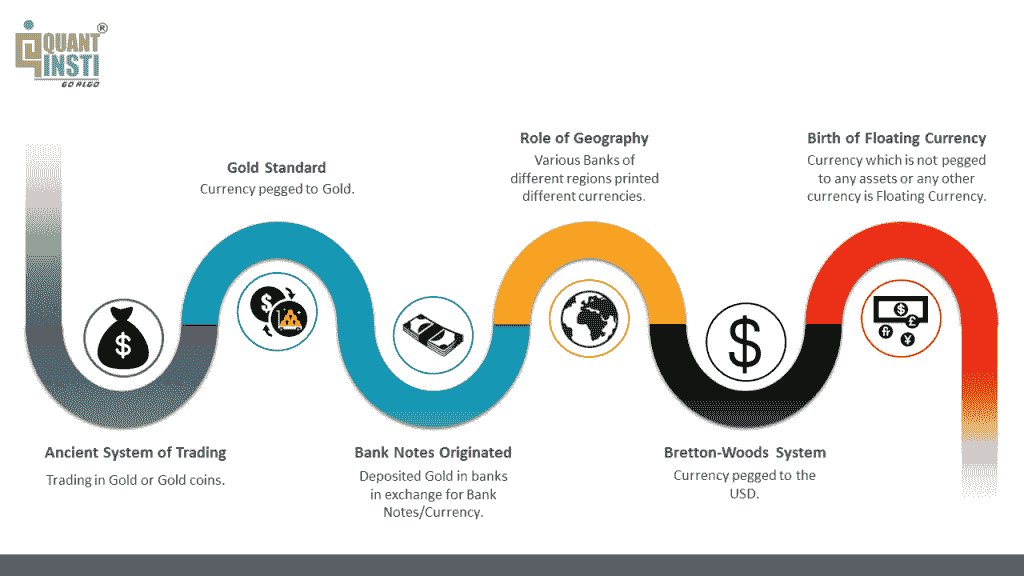 QUANT
INSTI
®
GO ALGO
Ancient System of Trading
Trading in Gold or Gold coins.
$
Gold Standard
Currency pegged to Gold.
$
Bank Notes Originated
Deposited Gold in banks
in exchange for Bank
Notes/Currency.
Role of Geography
Various Banks of
different regions printed
different currencies.
Bretton-Woods System
Currency pegged to the
USD.
$
Birth of Floating Currency
Currency which is not pegged
to any assets or any other
currency is Floating Currency.
$
£
¥